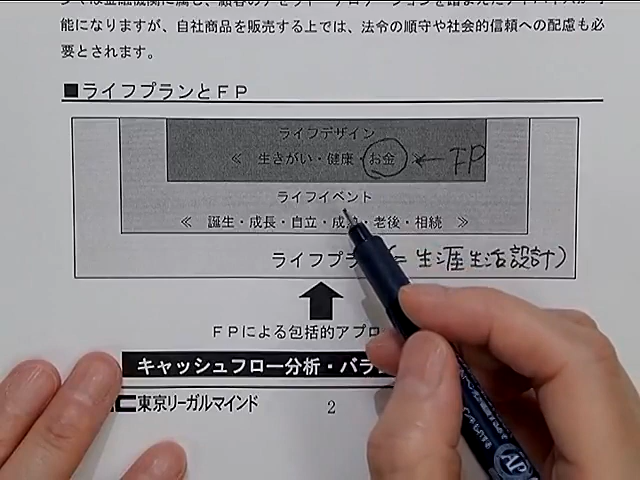 能になりますが、自社商品を販売する上では、法令の順守や社会的信頼への配慮も必
要とされます。
■ライフプランとFP
ライフデザイン
≪ 生きがい・健康・お金 ← FP
ライフイベント
≪ 誕生・成長・自立・成熟・老後・相続 ≫
ライフプラ (= 生涯生活設計)
FPによる包括的アプロ
キャッシュフロー分析・バラ
東京リーガルマインド
2